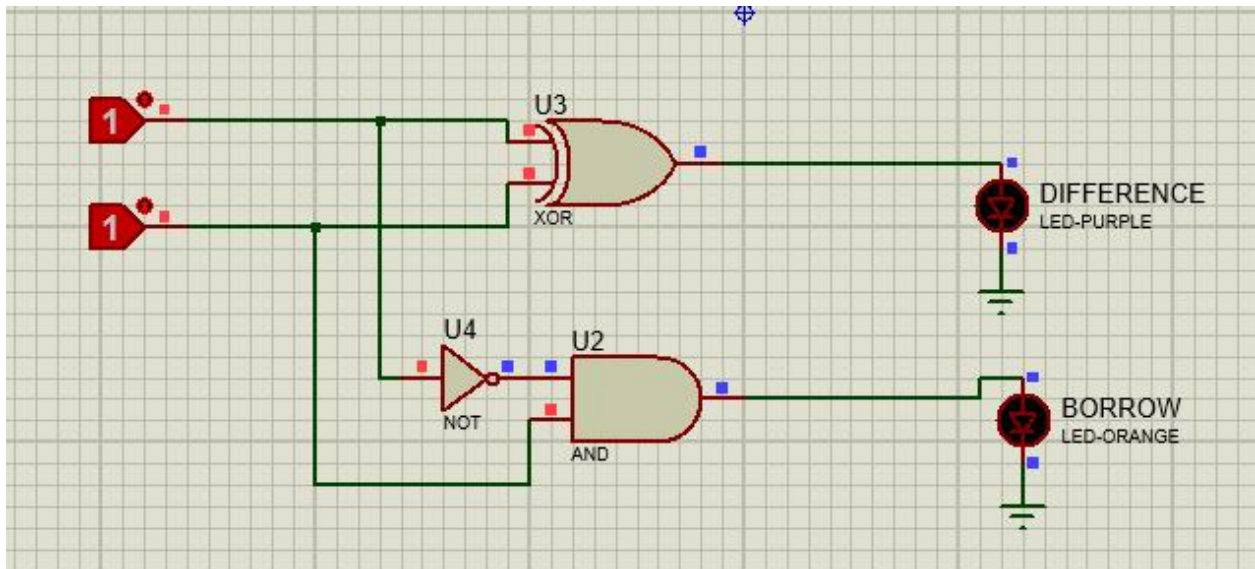 1
U3
XOR
1
DIFFERENCE
LED-PURPLE
U4
NOT
U2
AND
BORROW
LED-ORANGE